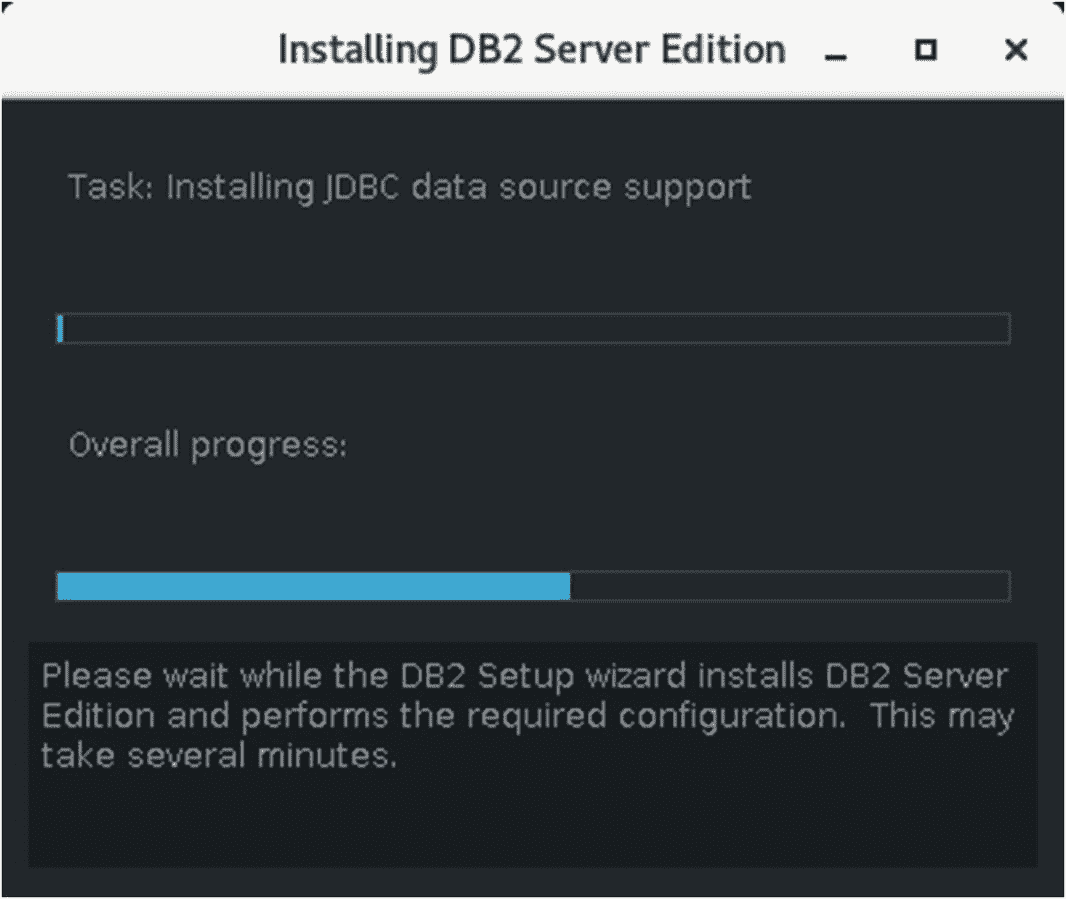 Installing DB2 Server Edition
Task: Installing JDBC data source support
Overall progress:
Please wait while the DB2 Setup wizard installs DB2 Server
Edition and performs the required configuration.  This may
take several minutes.